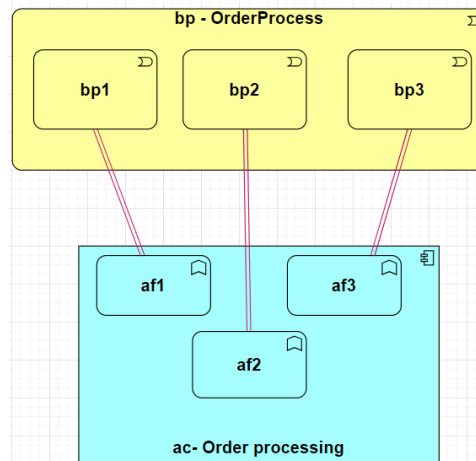 bp - OrderProcess
bp1
bp2
bp3
af1
af3
af2
ac- Order processing